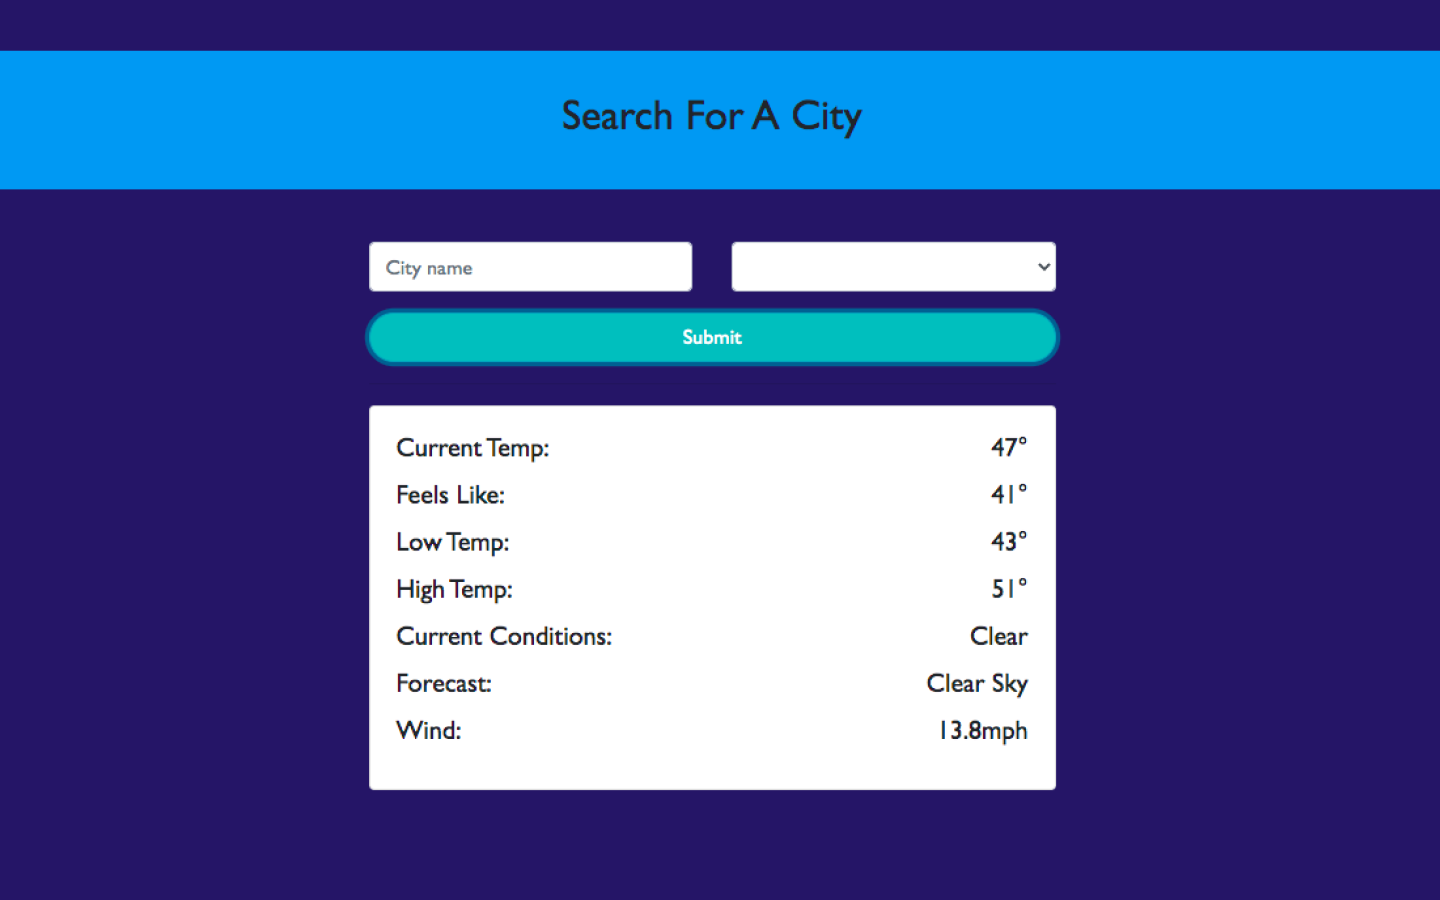 Search For A City
City name
Submit
Current Temp: 47°
Feels Like: 41°
Low Temp: 43°
High Temp: 51°
Current Conditions: Clear
Forecast: Clear Sky
Wind: 13.8mph